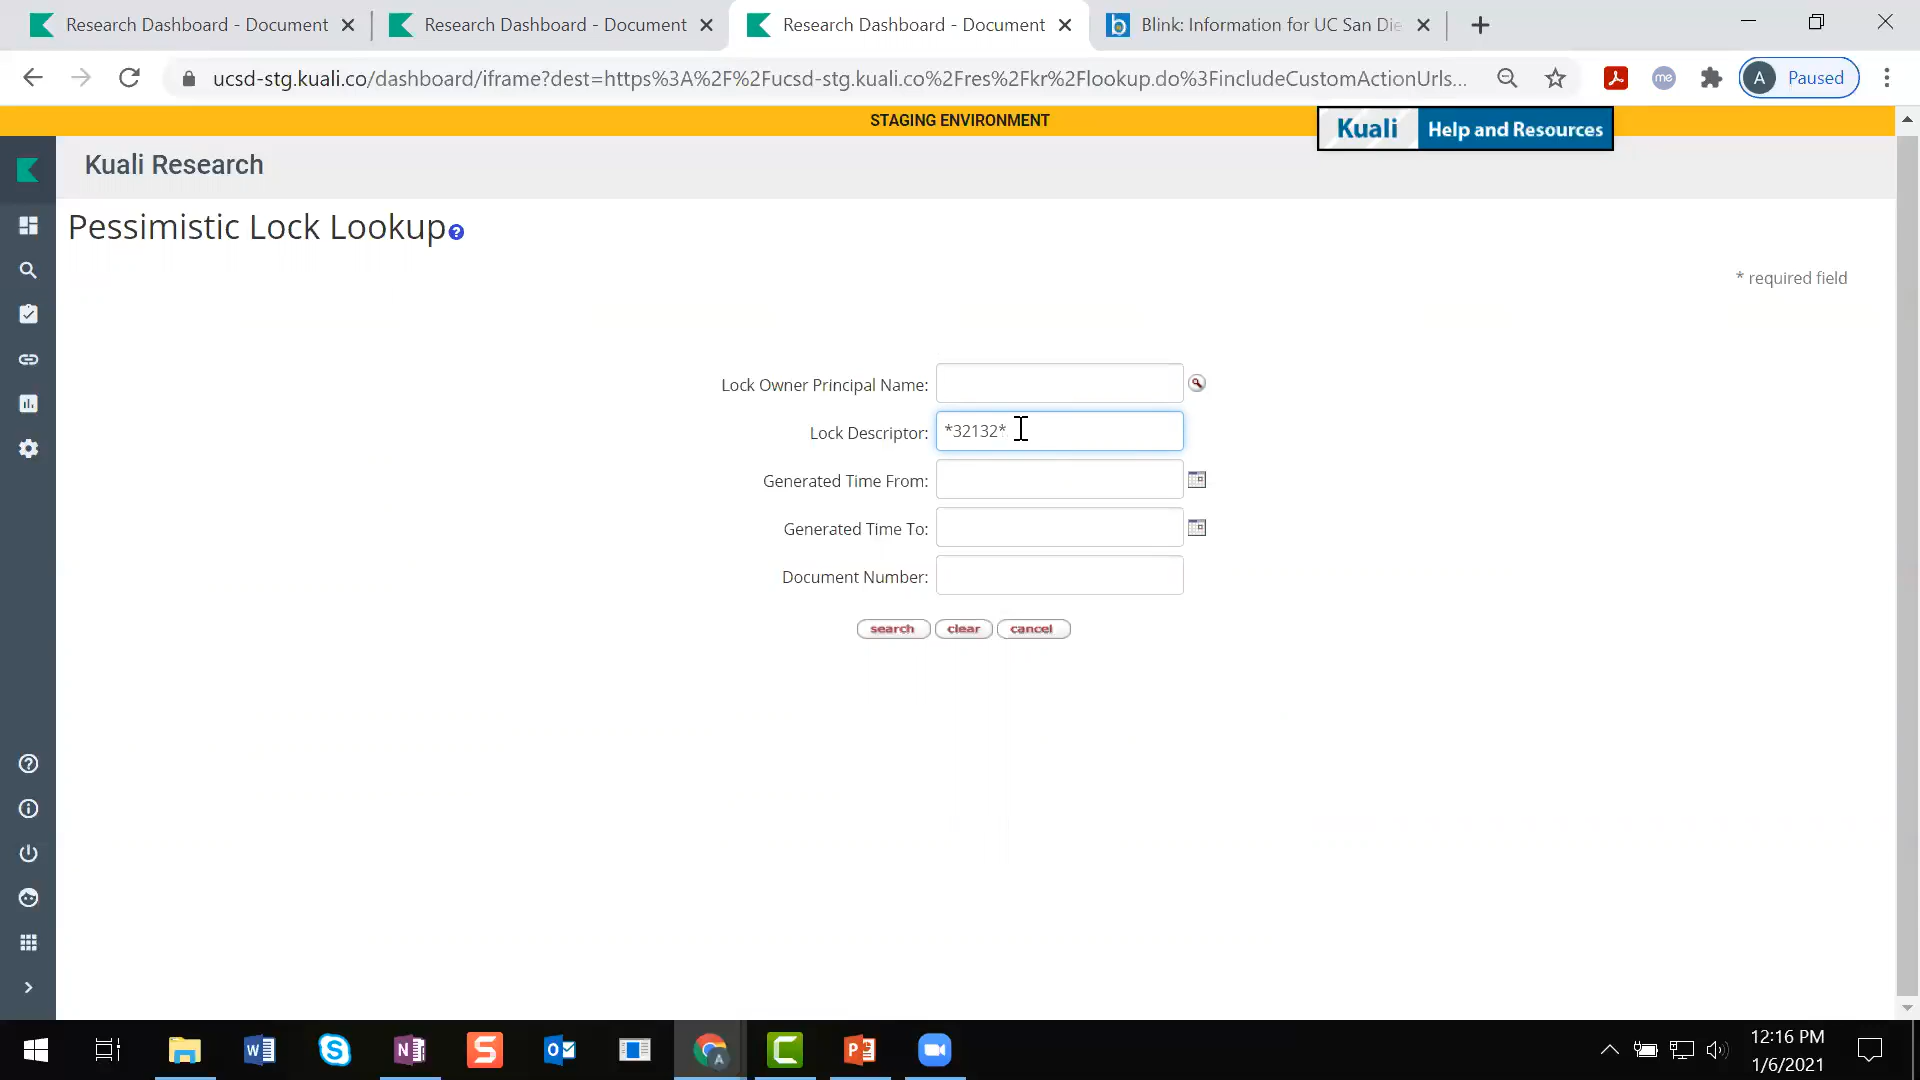 Research Dashboard - Document
Research Dashboard - Document
Research Dashboard - Document
Blink: Information for UC San Die
ucsd-stg.kuali.co/dashboard/iframe?dest=https%3A%2F%2Fucsd-stg.kuali.co%2Fres%2Fkr%2Flookup.do%3FincludeCustomActionUrls...
me
A Paused
STAGING ENVIRONMENT
Kuali Help and Resources
Kuali Research
Pessimistic Lock Lookup
* required field
Lock Owner Principal Name:
Lock Descriptor: *32132*
Generated Time From:
Generated Time To:
Document Number:
search clear cancel
12:16 PM
1/6/2021